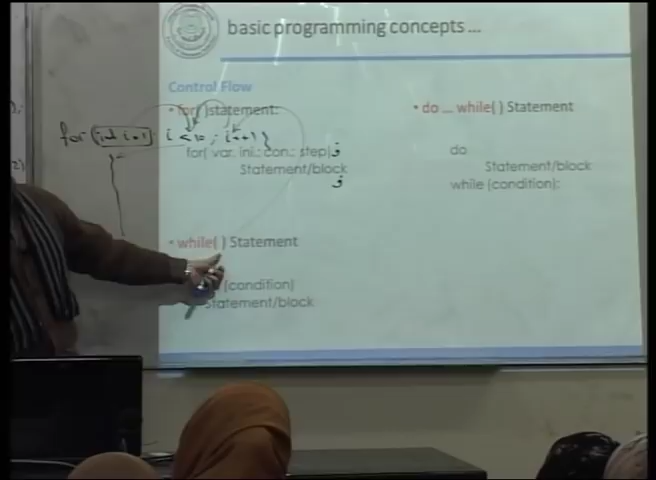 basic programming concepts ...
Control Flow
• for( )statement:
for (int i=1; i<=10; i++) {
for( var. ini.; con.; step)
Statement/block
• while( ) Statement
(condition)
Statement/block
• do ... while( ) Statement
do
Statement/block
while (condition);